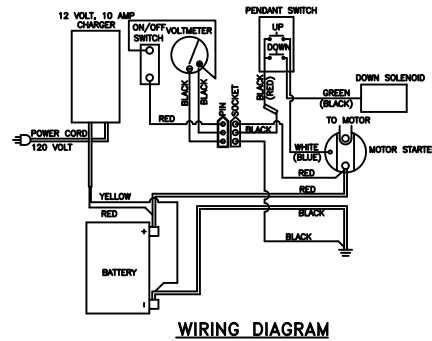 12 VOLT, 10 AMP
CHARGER
ON/OFF
SWITCH
VOLTMETER
PENDANT SWITCH
UP
DOWN
BLACK
BLACK
BLACK
(RED)
DOWN SOLENOID
GREEN
(BLACK)
PIN
SOCKET
RED
BLACK
TO MOTOR
WHITE
(BLUE)
MOTOR STARTE
POWER CORD
120 VOLT
RED
RED
YELLOW
RED
BLACK
BLACK
+
BATTERY
-
WIRING DIAGRAM